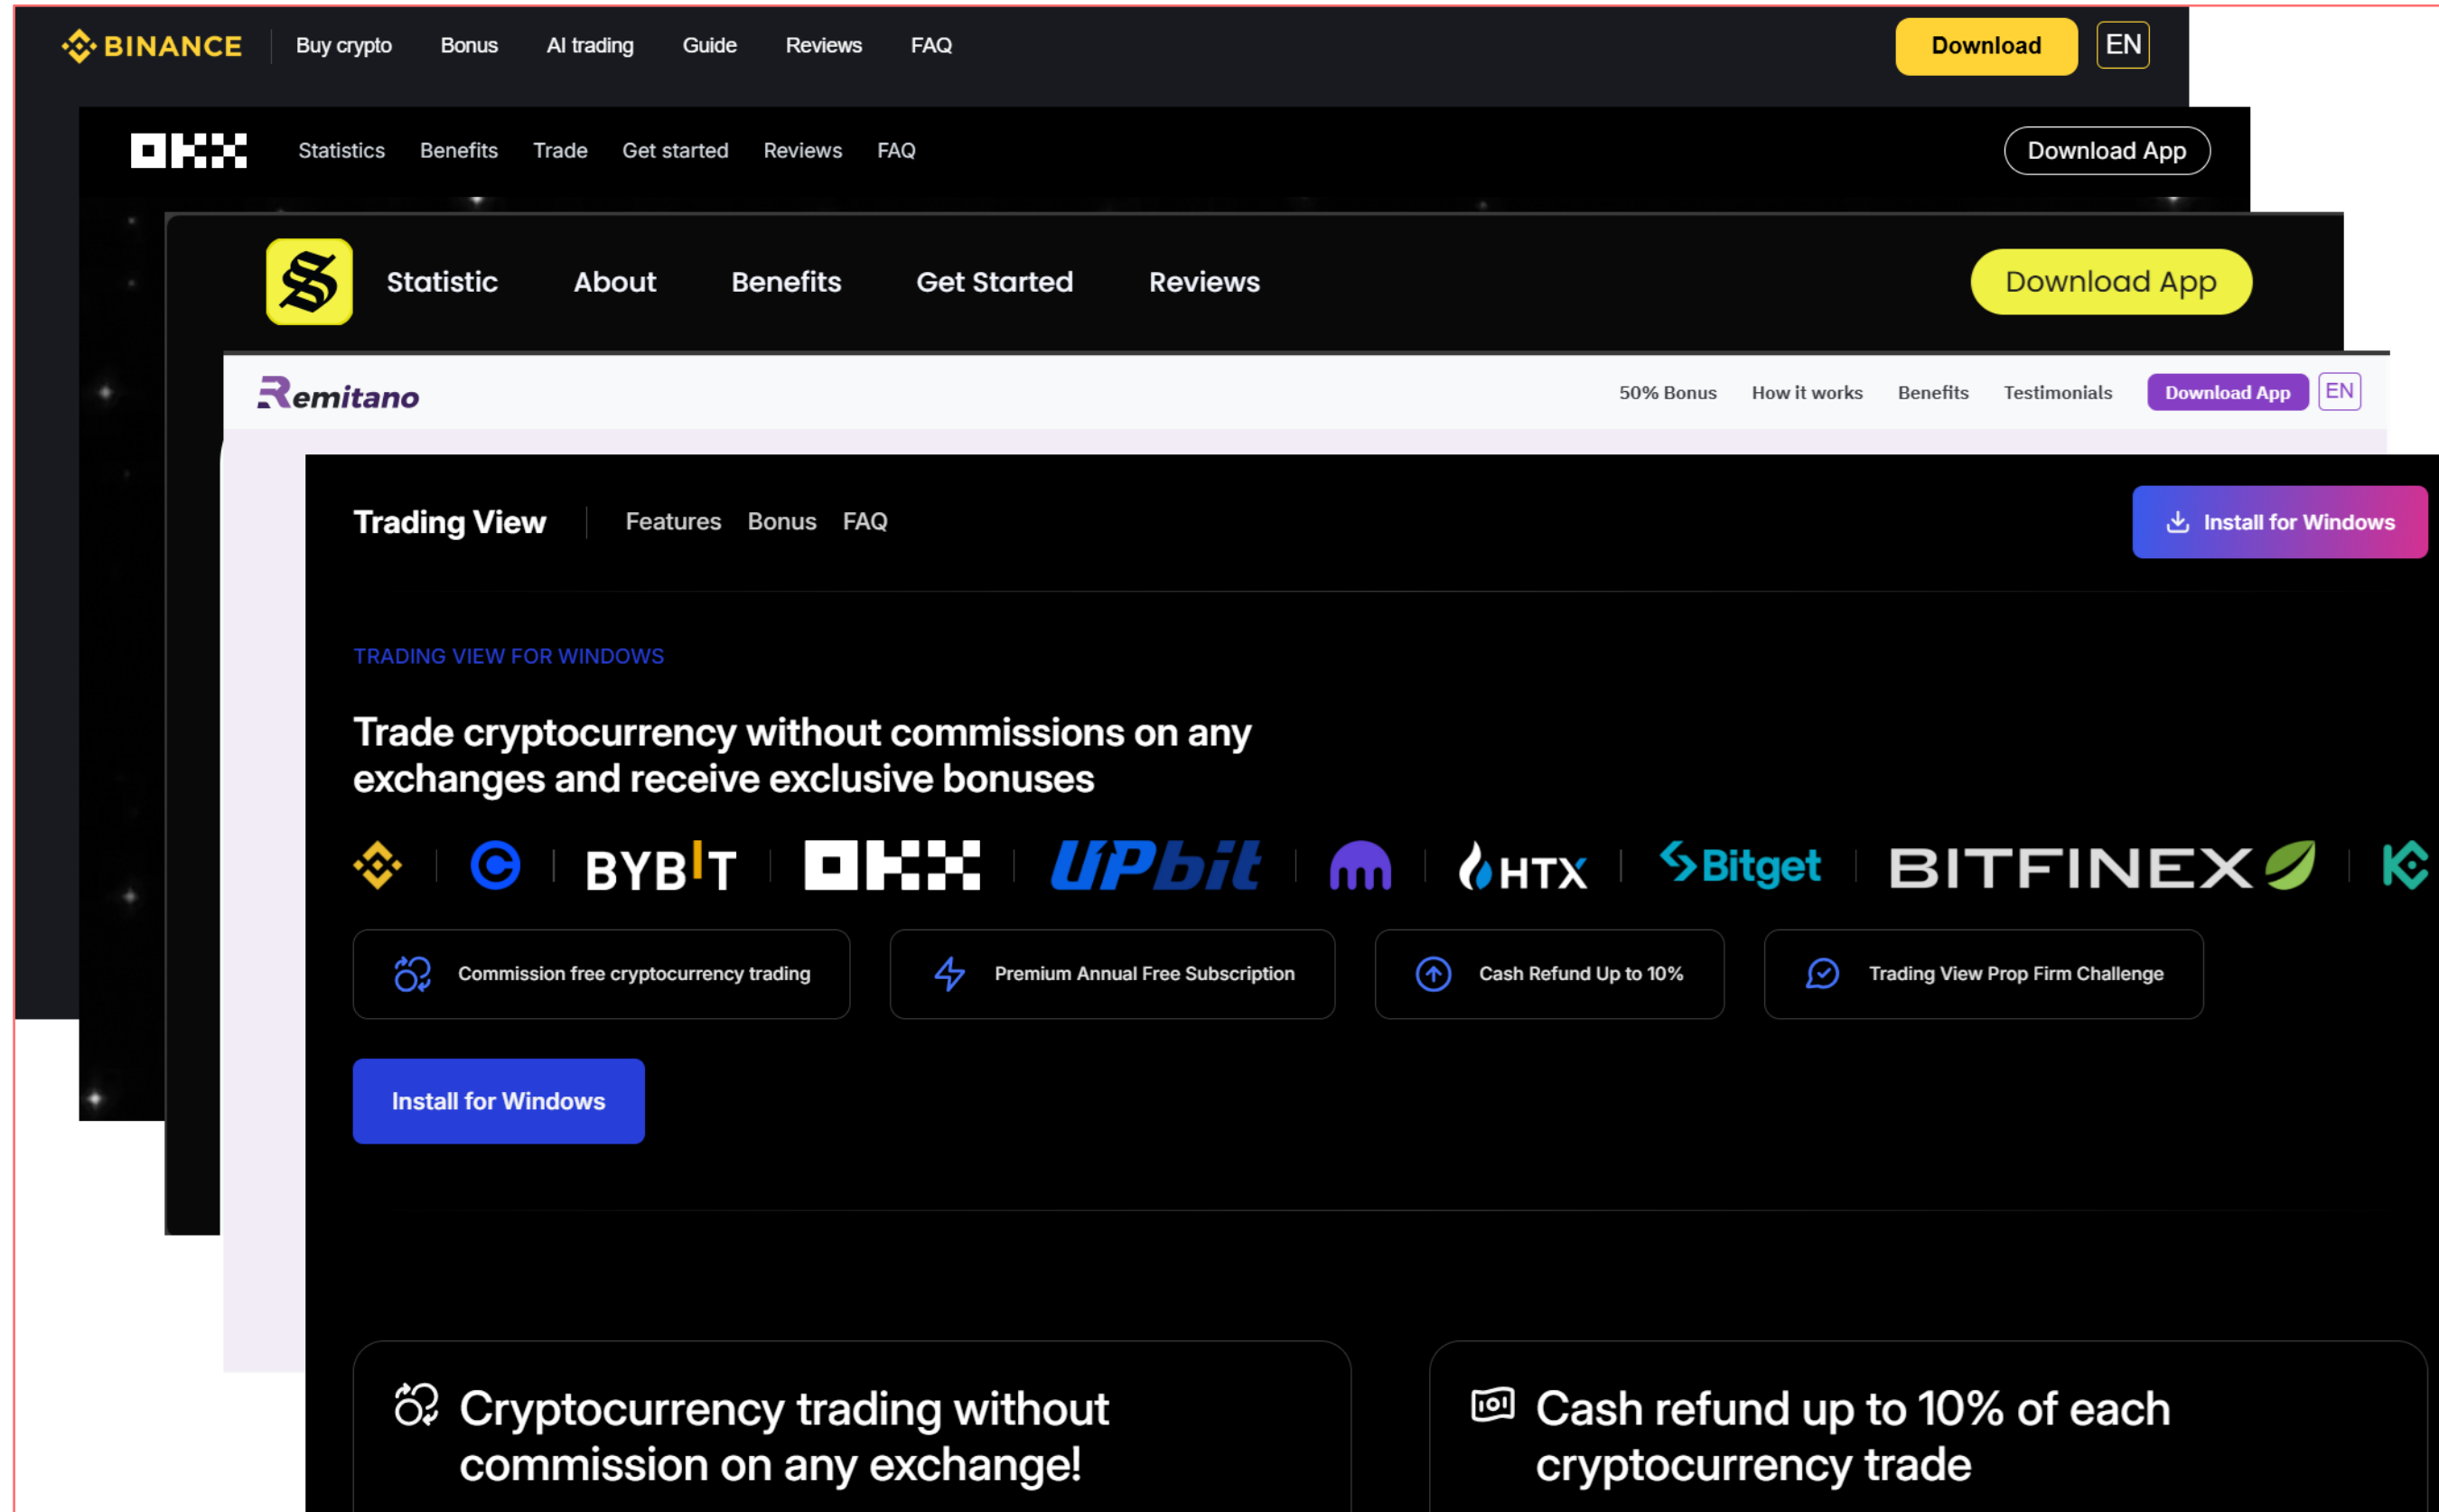 BINANCE Buy crypto Bonus AI trading Guide Reviews FAQ Download EN
OKX Statistics Benefits Trade Get started Reviews FAQ Download App
S Statistic About Benefits Get Started Reviews Download App
Remitano 50% Bonus How it works Benefits Testimonials Download App EN
Trading View Features Bonus FAQ Install for Windows
TRADING VIEW FOR WINDOWS
Trade cryptocurrency without commissions on any
exchanges and receive exclusive bonuses
BYBIT OKX UPbit HTX Bitget BITFINEX
Commission free cryptocurrency trading Premium Annual Free Subscription Cash Refund Up to 10% Trading View Prop Firm Challenge
Install for Windows
Cryptocurrency trading without
commission on any exchange!
Cash refund up to 10% of each
cryptocurrency trade